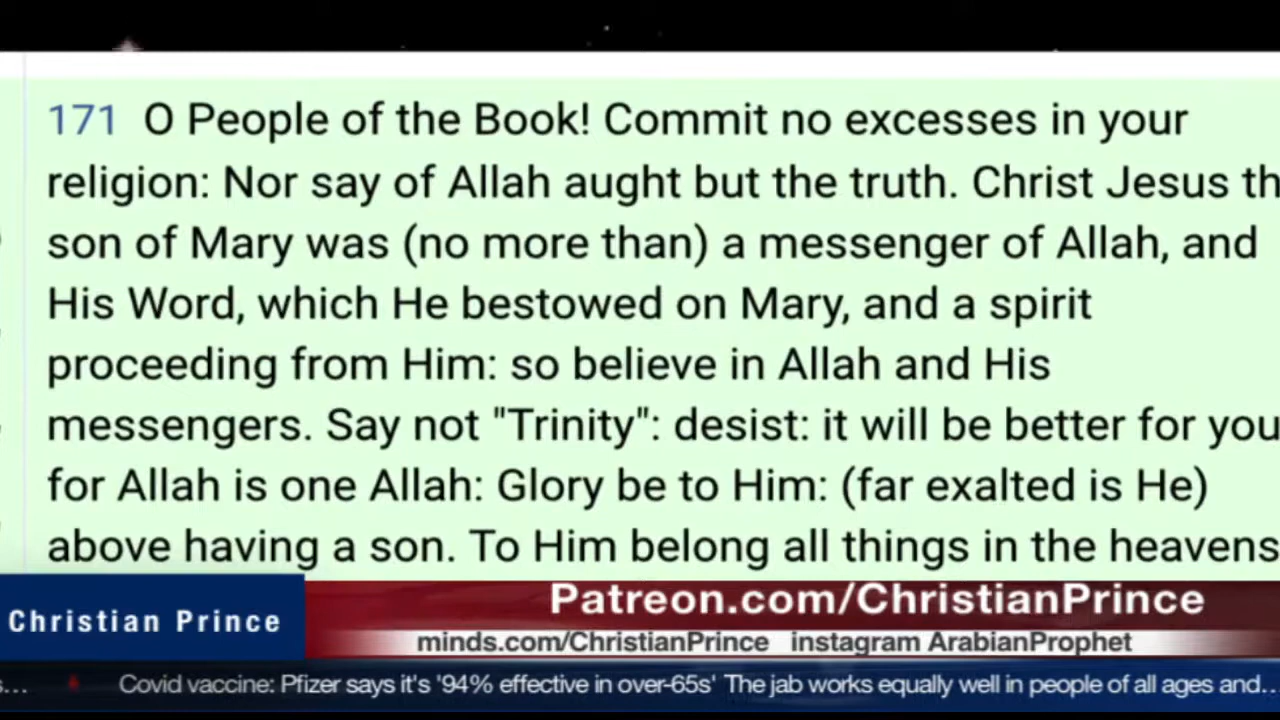 171 O People of the Book! Commit no excesses in your
religion: Nor say of Allah aught but the truth. Christ Jesus th
son of Mary was (no more than) a messenger of Allah, and
His Word, which He bestowed on Mary, and a spirit
proceeding from Him: so believe in Allah and His
messengers. Say not "Trinity": desist: it will be better for you
for Allah is one Allah: Glory be to Him: (far exalted is He)
above having a son. To Him belong all things in the heavens
Christian Prince
Patreon.com/ChristianPrince
minds.com/ChristianPrince instagram ArabianProphet
s... Covid vaccine: Pfizer says it's '94% effective in over-65s' The jab works equally well in people of all ages and...